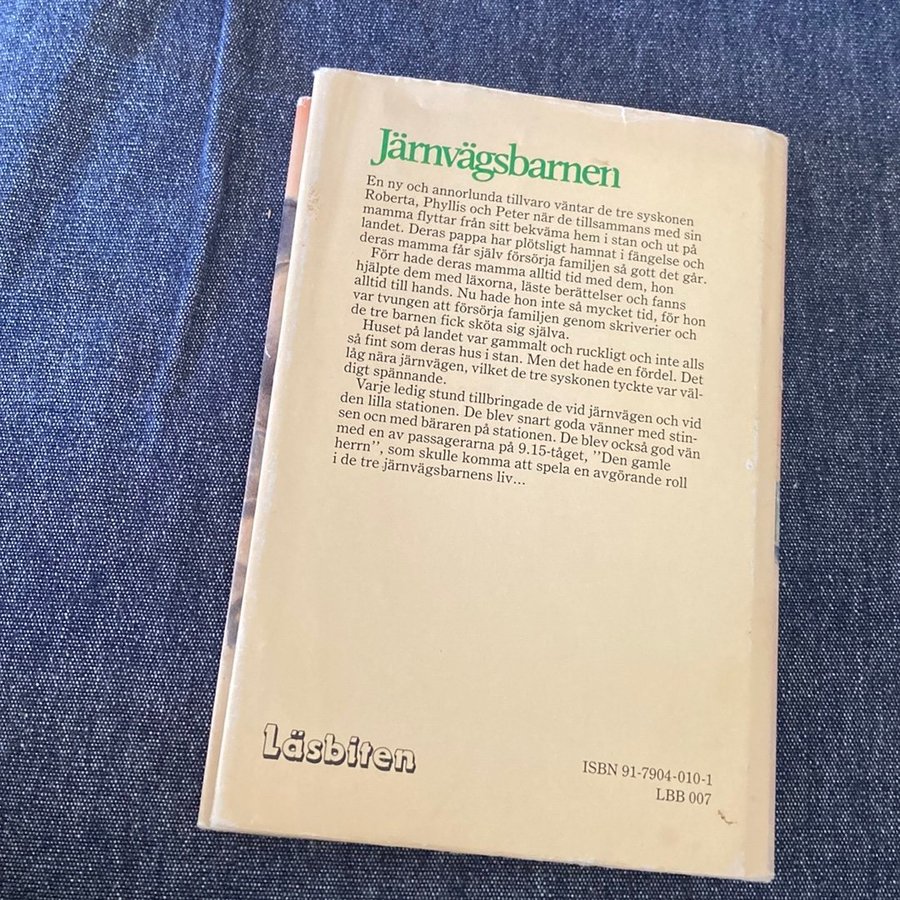 Järnvägsbarnen
En ny och annorlunda tillvaro väntar de tre syskonen
Roberta, Phyllis och Peter när de tillsammans med sin
mamma flyttar från sitt bekväma hem i stan och ut på
landet. Deras pappa har plötsligt hamnat i fängelse och
deras mamma får själv försörja familjen så gott det går.
Förr hade deras mamma alltid tid med dem, hon
hjälpte dem med läxorna, läste berättelser och fanns
alltid till hands. Nu hade hon inte så mycket tid, för hon
var tvungen att försörja familjen genom skriverier och
de tre barnen fick sköta sig själva.
Huset på landet var gammalt och ruckligt och inte alls
så fint som deras hus i stan. Men det hade en fördel. Det
låg nära järnvägen, vilket de tre syskonen tyckte var väl-
digt spännande.
Varje ledig stund tillbringade de vid järnvägen och vid
den lilla stationen. De blev snart goda vänner med stin-
sen ocn med bäraren på stationen. De blev också god vän
med en av passagerarna på 9.15-tåget, ''Den gamle
herrn'', som skulle komma att spela en avgörande roll
i de tre järnvägsbarnens liv...
Läsbiten
ISBN 91-7904-010-1
LBB 007